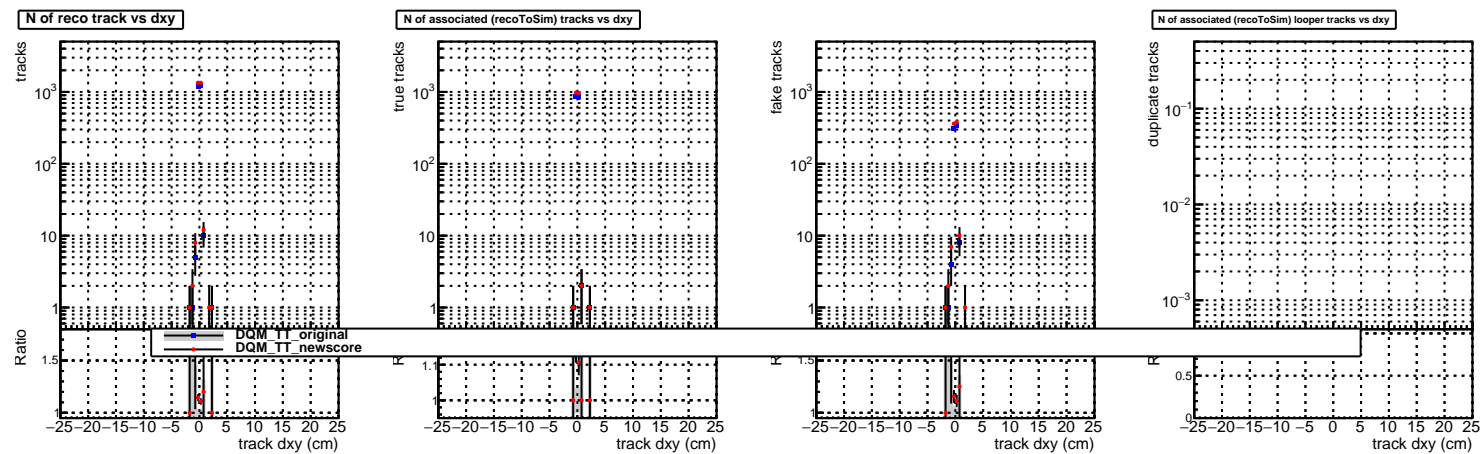 N of reco track vs dxy
N of associated (recoToSim) tracks vs dxy
N of associated (recoToSim) looper tracks vs dxy
tracks
10³
10²
10
1
true tracks
10³
10²
10
1
fake tracks
10³
10²
10
1
duplicate tracks
10⁻¹
10⁻²
10⁻³
DQM_TT_original
DQM_TT_newscore
Ratio
1.5
1
1.1
1
1.5
1
0.5
0
−25 −20 −15 −10 −5 0 5 10 15 20 25
track dxy (cm)
−25 −20 −15 −10 −5 0 5 10 15 20 25
track dxy (cm)
−25 −20 −15 −10 −5 0 5 10 15 20 25
track dxy (cm)
−25 −20 −15 −10 −5 0 5 10 15 20 25
track dxy (cm)